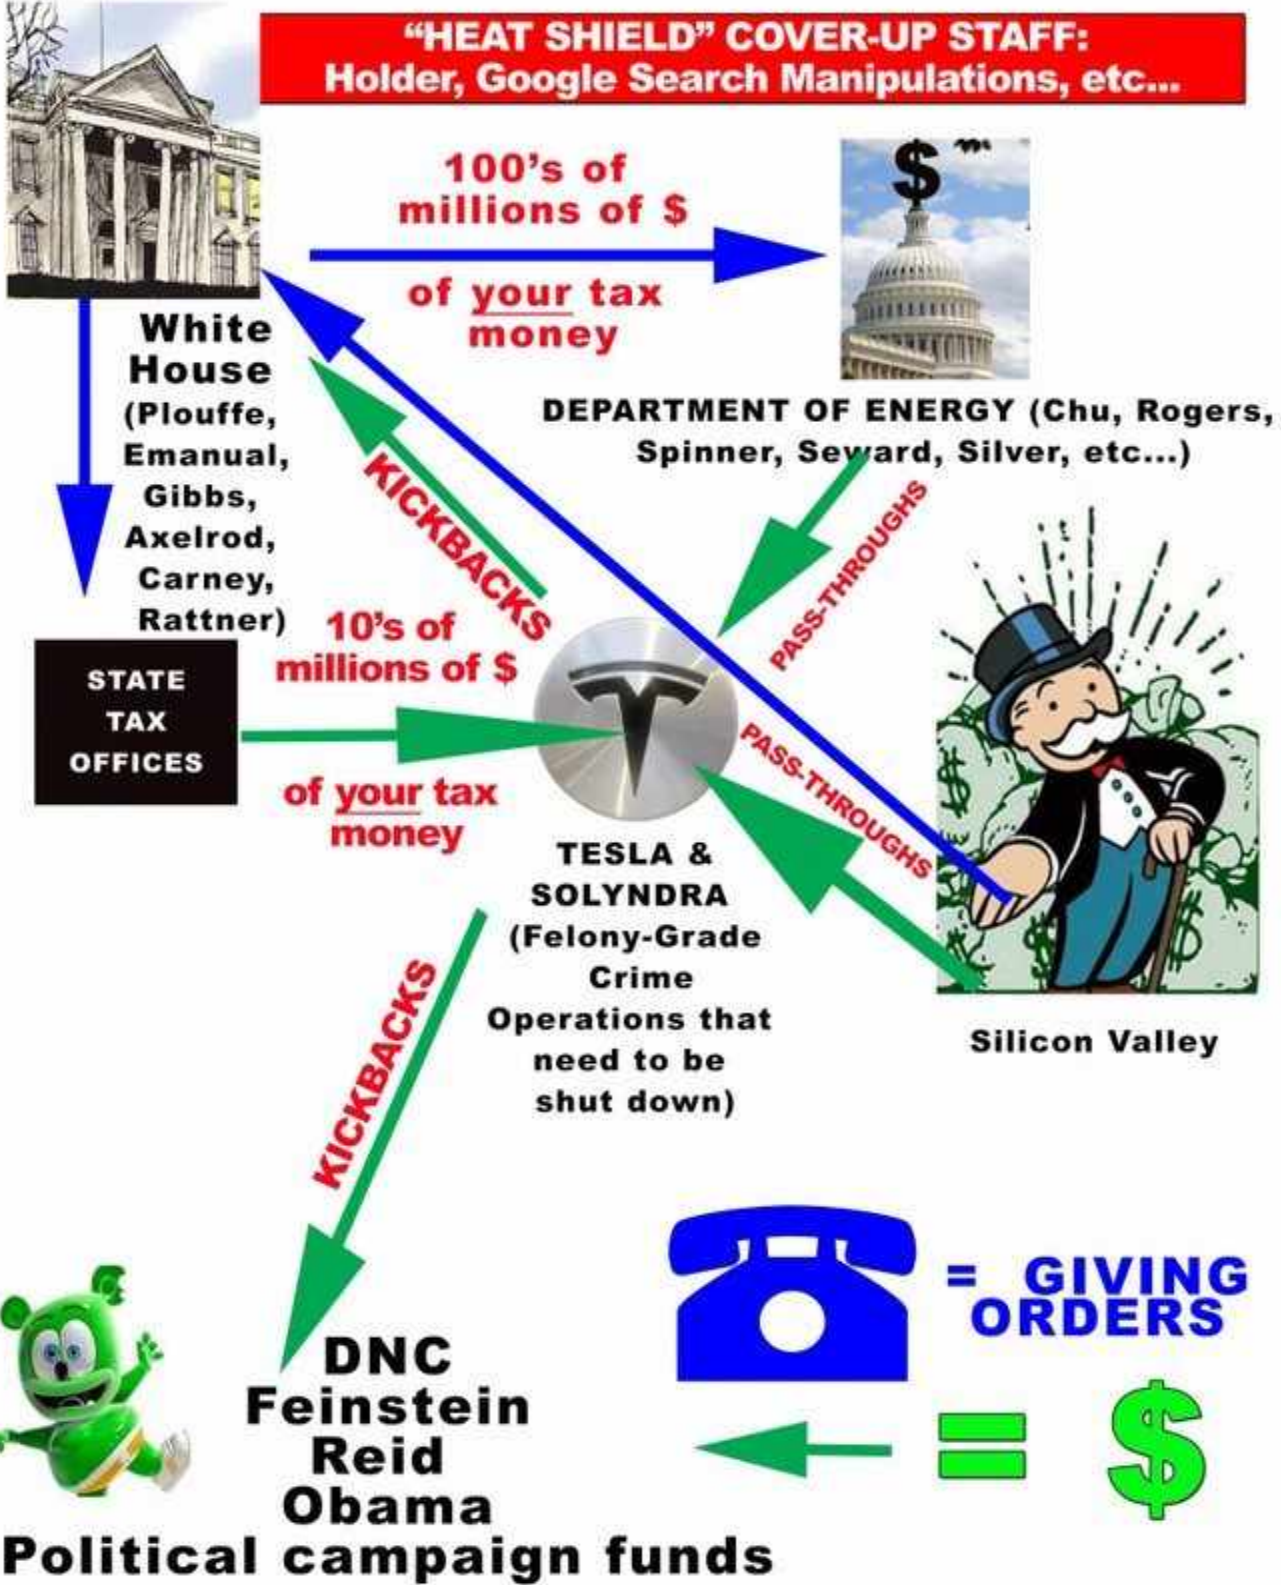 “HEAT SHIELD” COVER-UP STAFF:
Holder, Google Search Manipulations, etc...
100’s of
millions of $
of your tax
money
$
White
House
(Plouffe,
Emanual,
Gibbs,
Axelrod,
Carney,
Rattner)
DEPARTMENT OF ENERGY (Chu, Rogers,
Spinner, Seward, Silver, etc...)
KICKBACKS
PASS-THROUGHS
STATE
TAX
OFFICES
10’s of
millions of $
of your tax
money
PASS-THROUGHS
TESLA &
SOLYNDRA
(Felony-Grade
Crime
Operations that
need to be
shut down)
Silicon Valley
KICKBACKS
= GIVING
ORDERS
= $
DNC
Feinstein
Reid
Obama
Political campaign funds